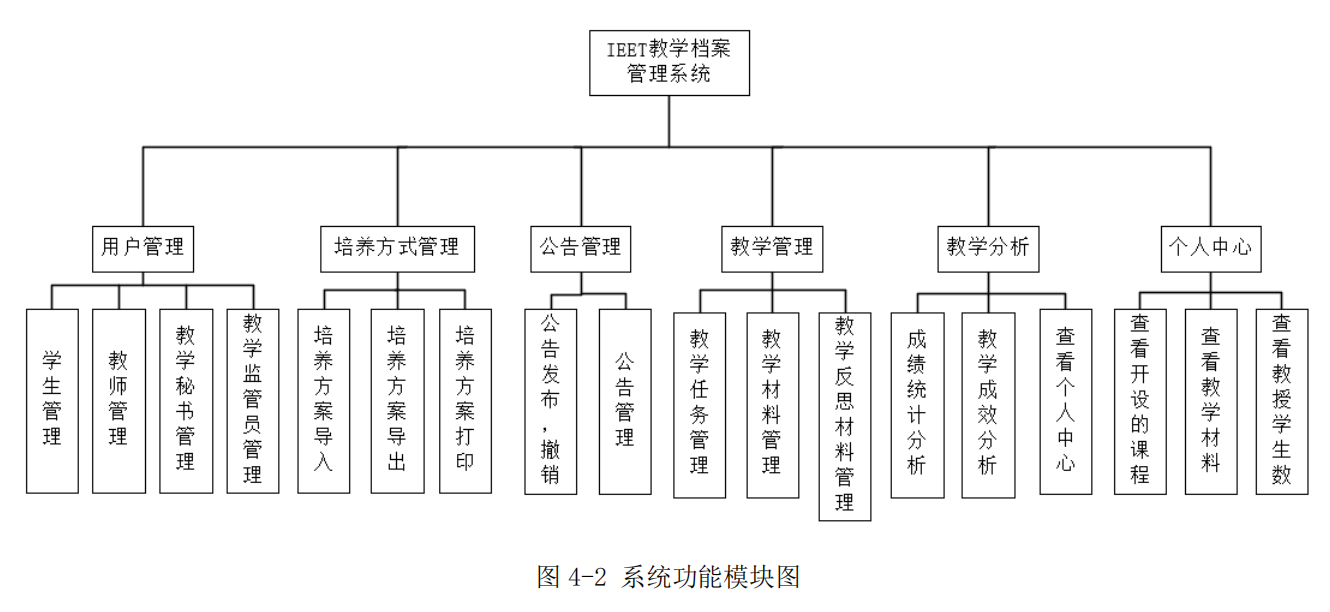 IEET教学档案
管理系统
用户管理
培养方式管理
公告管理
教学管理
教学分析
个人中心
学生管理
教师管理
教学秘书管理
教学监管员管理
培养方案导入
培养方案导出
培养方案打印
公告发布，撤销
公告管理
教学任务管理
教学材料管理
教学反思材料管理
成绩统计分析
教学成效分析
查看个人中心
查看开设的课程
查看教学材料
查看教授学生数
图 4-2 系统功能模块图